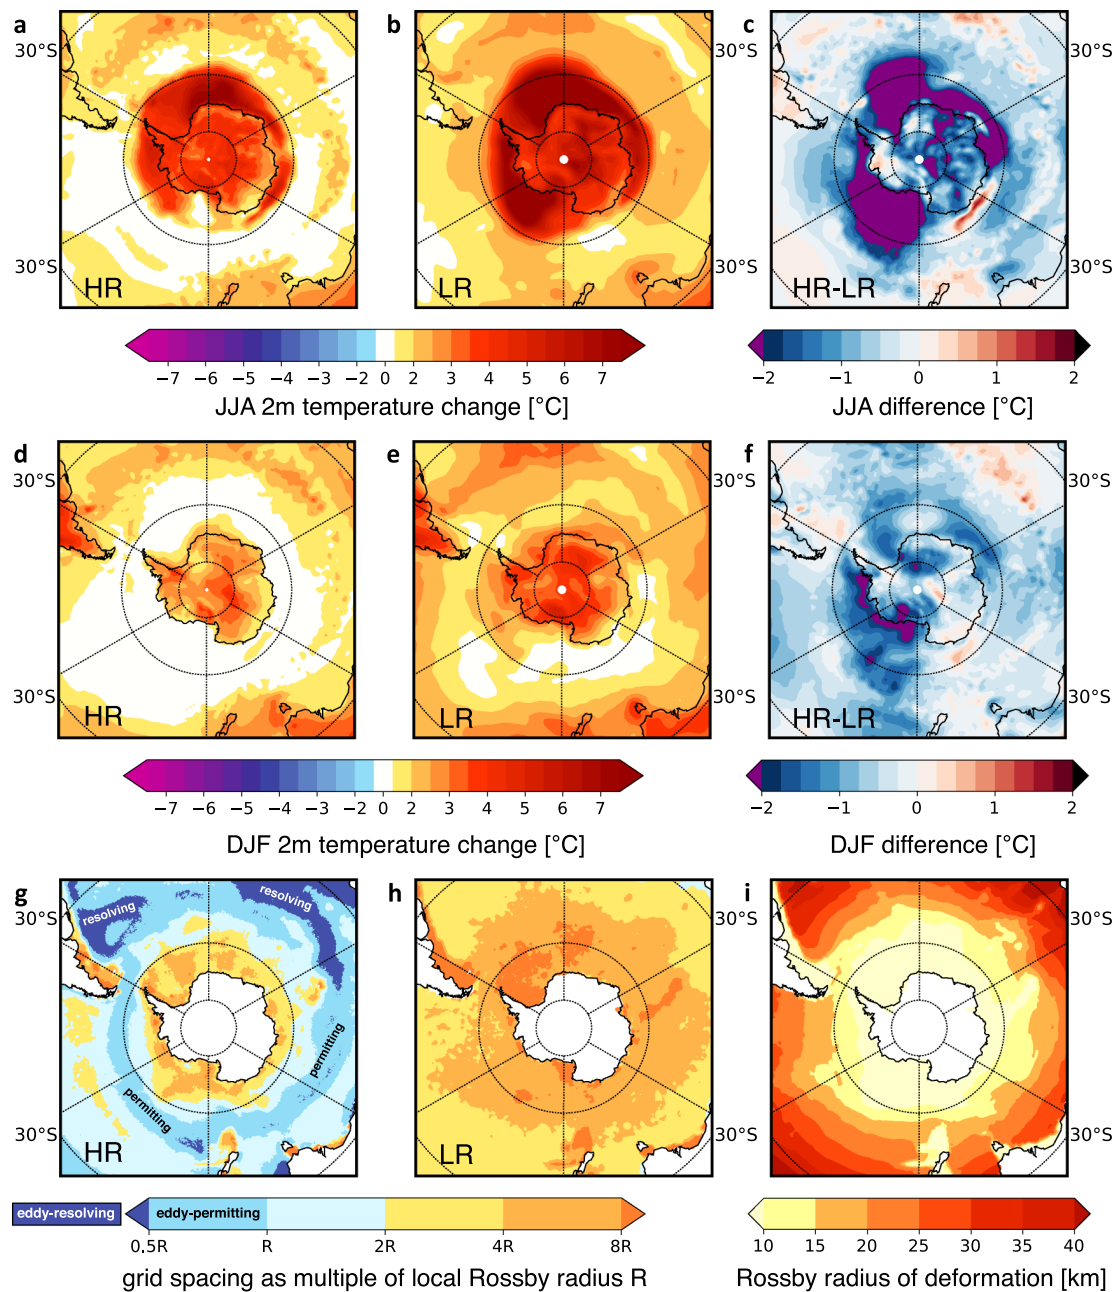 a
b
c
30°S
30°S
30°S
30°S
HR
LR
HR-LR
−7 −6 −5 −4 −3 −2 −1 0 1 2 3 4 5 6 7
JJA 2m temperature change [°C]
−2 −1 0 1 2
JJA difference [°C]
d
e
f
30°S
30°S
30°S
30°S
HR
LR
HR-LR
−7 −6 −5 −4 −3 −2 −1 0 1 2 3 4 5 6 7
DJF 2m temperature change [°C]
−2 −1 0 1 2
DJF difference [°C]
g
h
i
resolving
resolving
30°S
30°S
permitting
permitting
30°S
30°S
HR
LR
eddy-resolving
eddy-permitting
0.5R R 2R 4R 8R
grid spacing as multiple of local Rossby radius R
10 15 20 25 30 35 40
Rossby radius of deformation [km]